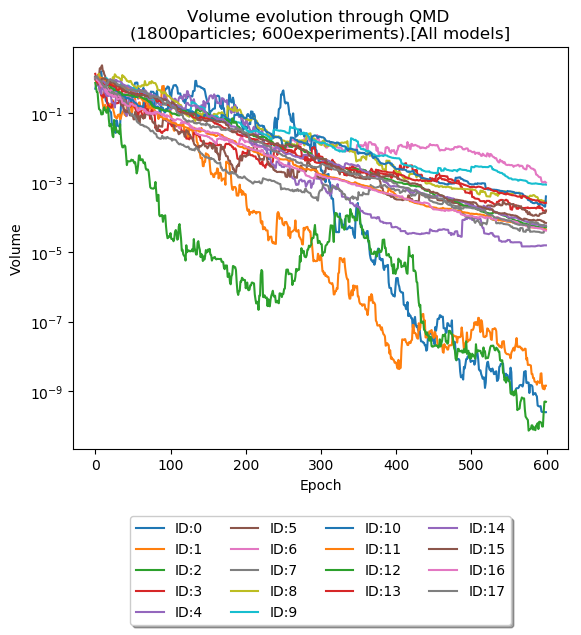 Volume evolution through QMD
(1800particles; 600experiments).[All models]
Volume
10⁻¹
10⁻³
10⁻⁵
10⁻⁷
10⁻⁹
0 100 200 300 400 500 600
Epoch
ID:0 ID:5 ID:10 ID:14
ID:1 ID:6 ID:11 ID:15
ID:2 ID:7 ID:12 ID:16
ID:3 ID:8 ID:13 ID:17
ID:4 ID:9